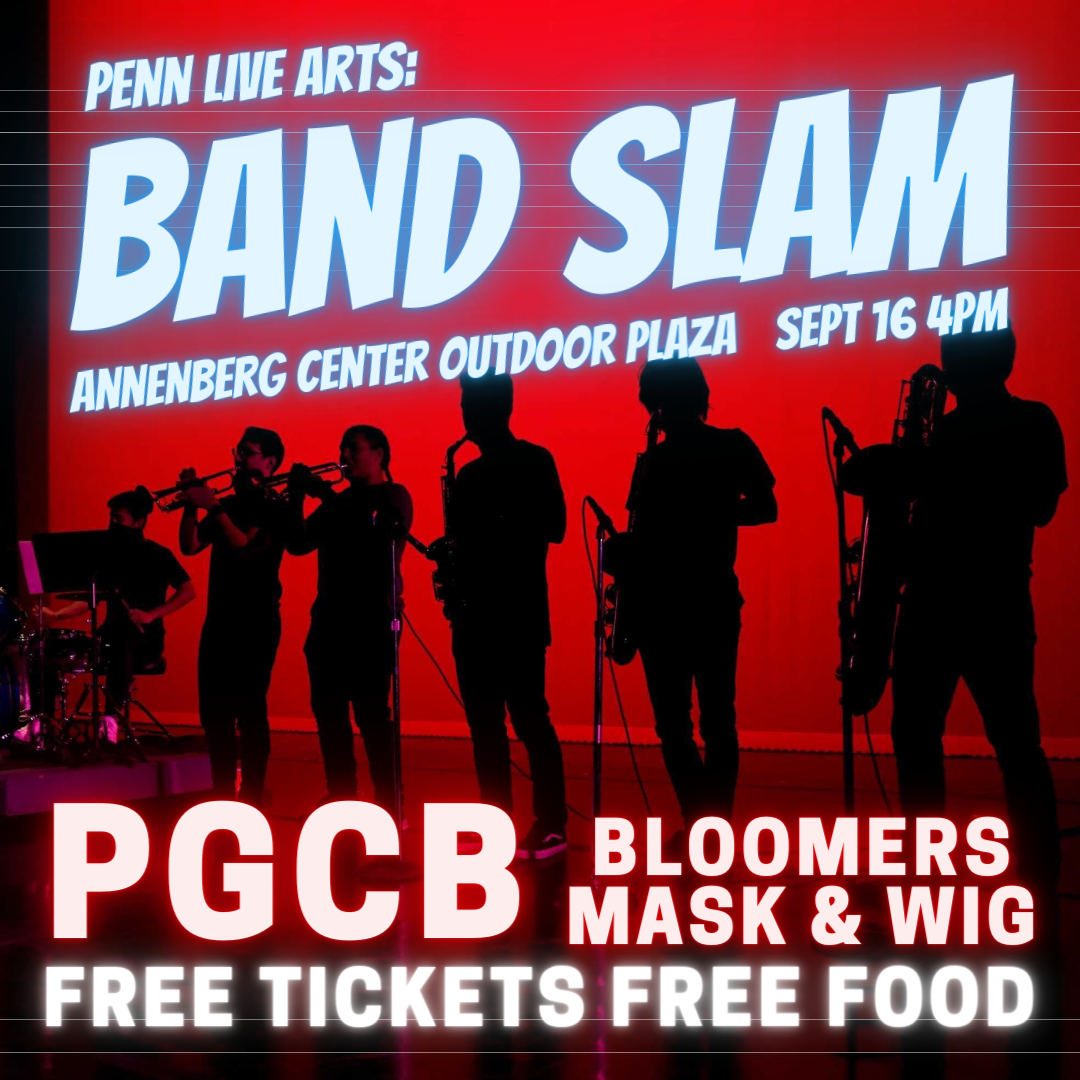 PENN LIVE ARTS:
BAND SLAM
ANNENBERG CENTER OUTDOOR PLAZA SEPT 16 4PM
PGCB
BLOOMERS
MASK & WIG
FREE TICKETS FREE FOOD